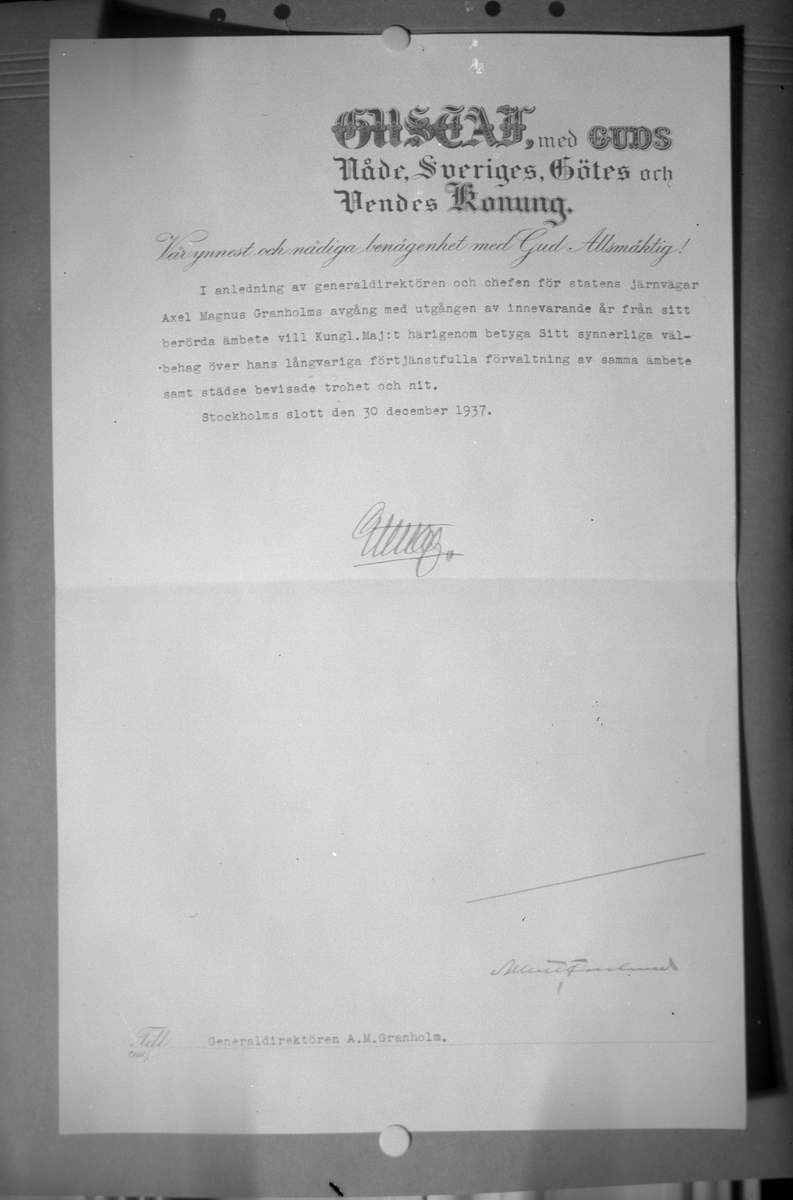 GUSTAF, med GUDS
Nåde, Sveriges, Götes och
Vendes Konung.
Vår ynnest och nådiga benägenhet med Gud Allsmäktig!
I anledning av generaldirektören och chefen för statens järnvägar
Axel Magnus Granholms avgång med utgången av innevarande år från sitt
berörda ämbete vill Kungl.Maj:t härigenom betyga Sitt synnerliga väl-
behag över hans långvariga förtjänstfulla förvaltning av samma ämbete
samt städse bevisade trohet och nit.
Stockholms slott den 30 december 1937.
Gustaf
Albert Forslund
Till Generaldirektören A.M.Granholm.